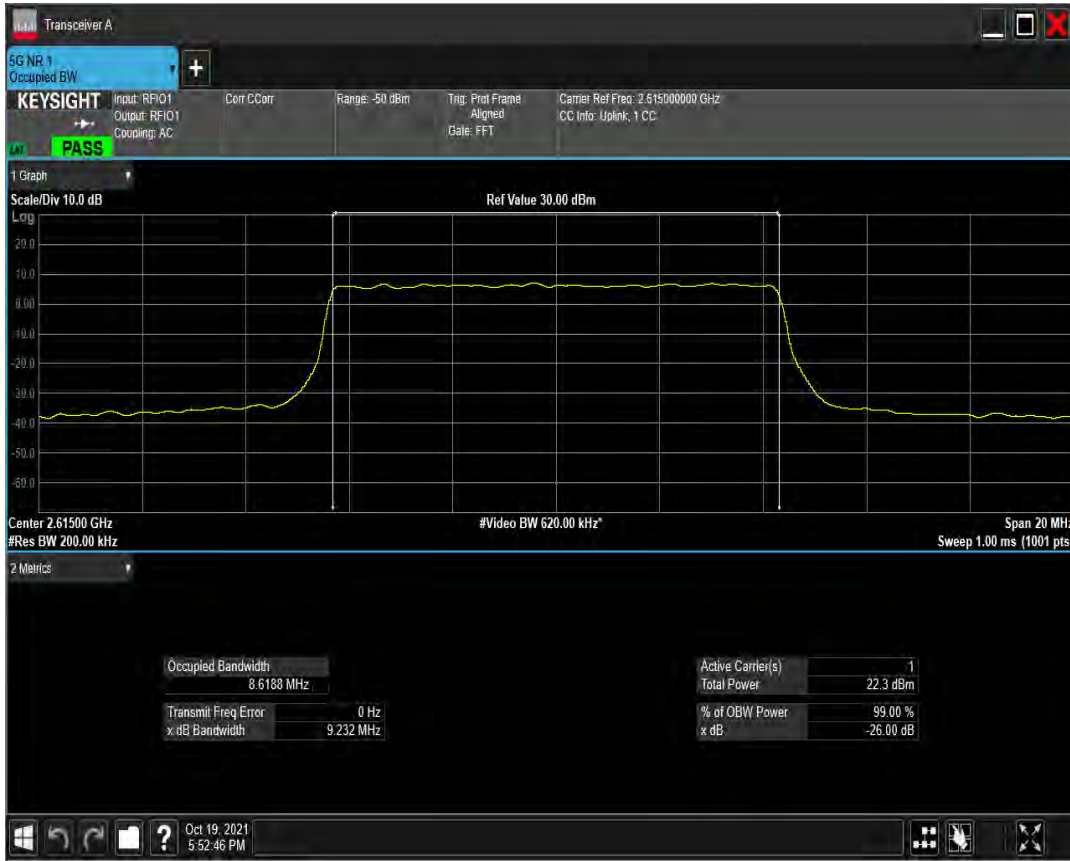 Transceiver A
5G NR 1
Occupied BW
+
KEYSIGHT
Input: RFIO1
Output: RFIO1
Coupling: AC
Corr CCorr
Range: -50 dBm
Trig: Prot Frame
Aligned
Gate: FFT
Carrier Ref Freq: 2.615000000 GHz
CC Info: Uplink, 1 CC
PASS
1 Graph
Scale/Div 10.0 dB
Ref Value 30.00 dBm
Log
20.0
10.0
0.00
-10.0
-20.0
-30.0
-40.0
-50.0
-60.0
Center 2.61500 GHz
#Video BW 620.00 kHz*
Span 20 MHz
#Res BW 200.00 kHz
Sweep 1.00 ms (1001 pts
2 Metrics
Occupied Bandwidth
8.6188 MHz
Transmit Freq Error 0 Hz
x dB Bandwidth 9.232 MHz
Active Carrier(s) 1
Total Power 22.3 dBm
% of OBW Power 99.00 %
x dB -26.00 dB
?
Oct 19, 2021
5:52:46 PM